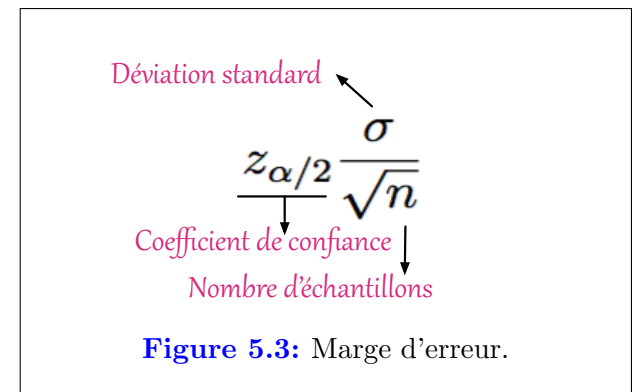 Déviation standard
σ
z_{α/2}
√n
Coefficient de confiance
Nombre d'échantillons
Figure 5.3: Marge d'erreur.